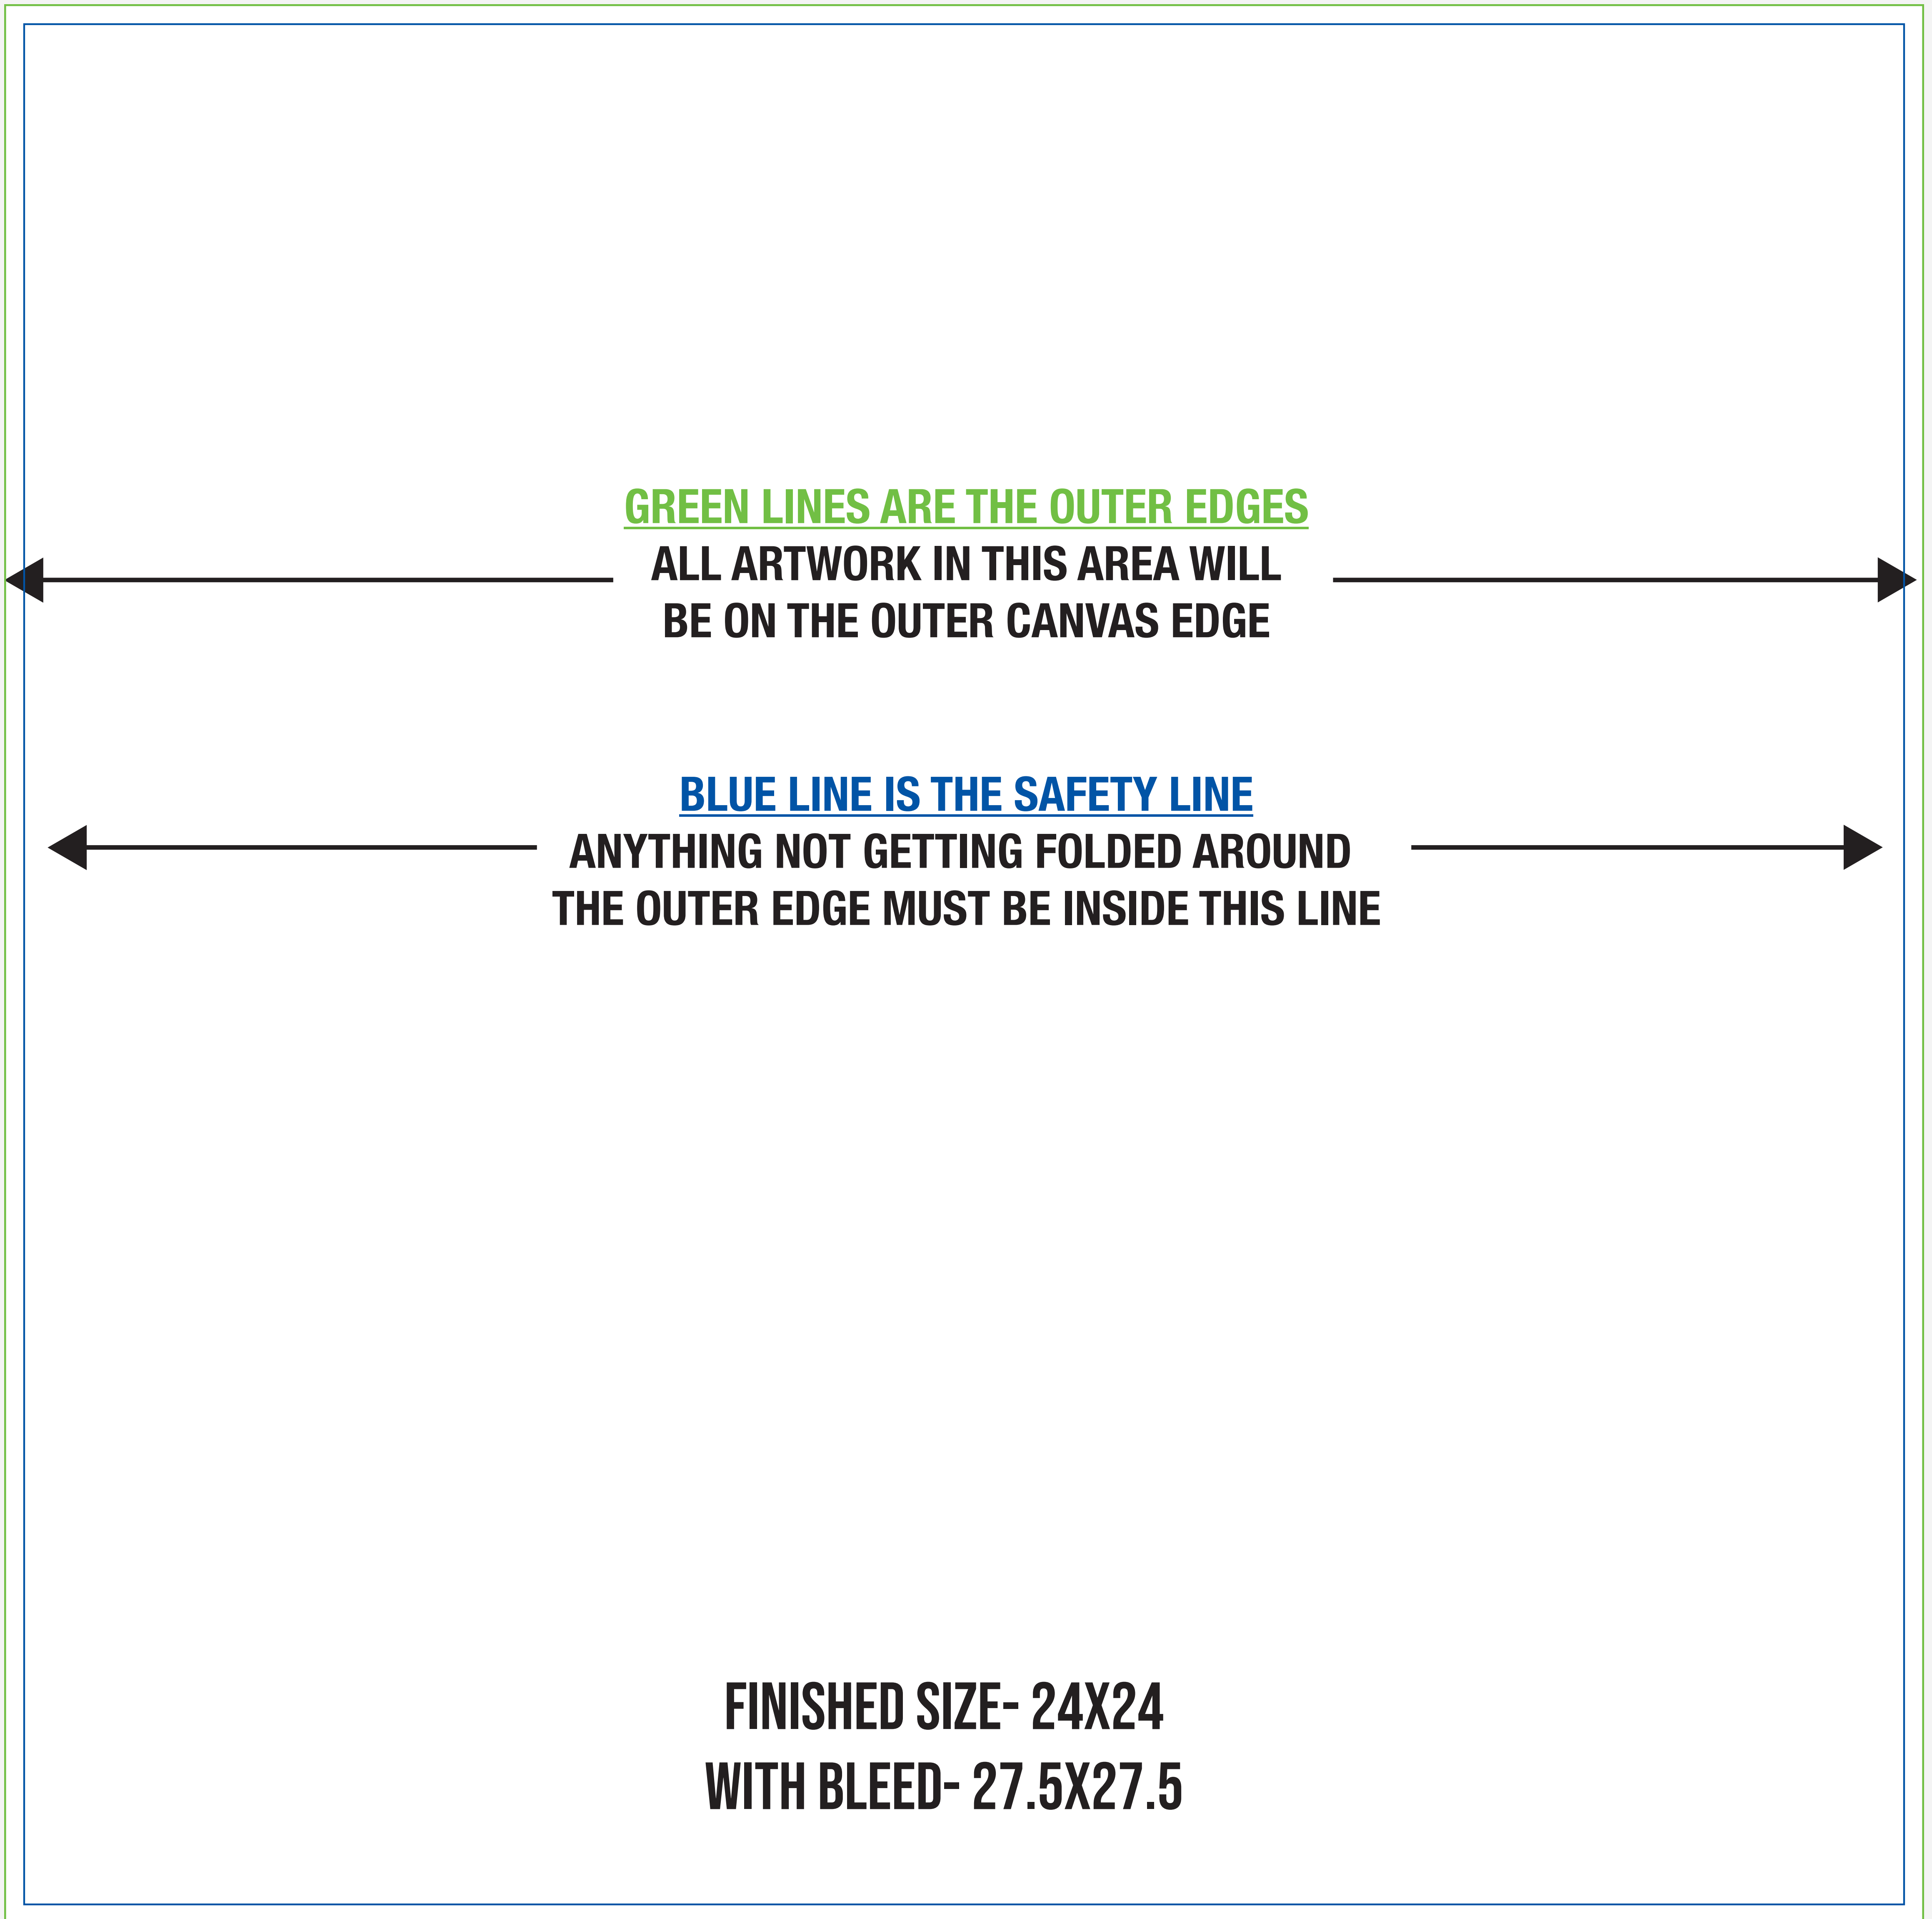 GREEN LINES ARE THE OUTER EDGES
ALL ARTWORK IN THIS AREA WILL
BE ON THE OUTER CANVAS EDGE
BLUE LINE IS THE SAFETY LINE
ANYTHING NOT GETTING FOLDED AROUND
THE OUTER EDGE MUST BE INSIDE THIS LINE
FINISHED SIZE- 24X24
WITH BLEED- 27.5X27.5